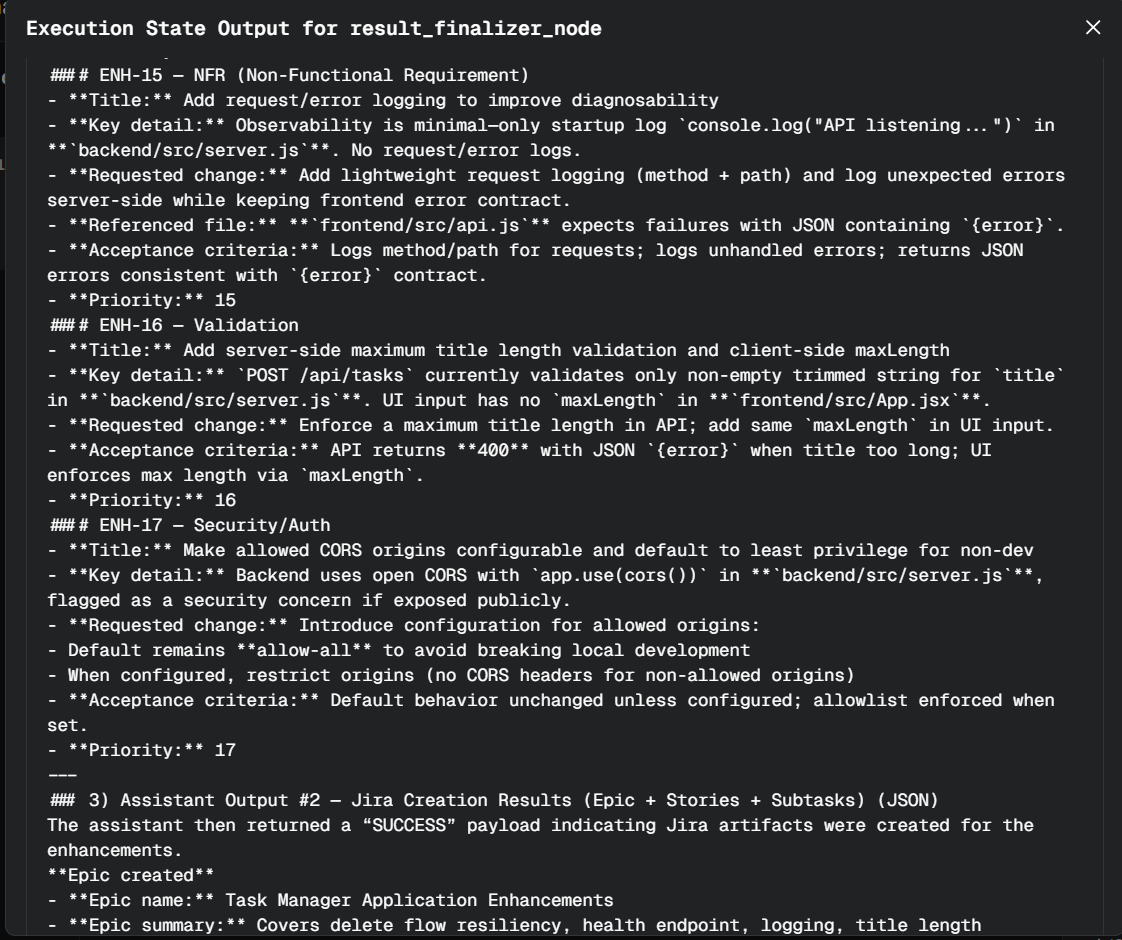 Execution State Output for result_finalizer_node
#### ENH-15 — NFR (Non-Functional Requirement)
- **Title:** Add request/error logging to improve diagnosability
- **Key detail:** Observability is minimal—only startup log `console.log("API listening...")` in
**`backend/src/server.js`**. No request/error logs.
- **Requested change:** Add lightweight request logging (method + path) and log unexpected errors
server-side while keeping frontend error contract.
- **Referenced file:** **`frontend/src/api.js`** expects failures with JSON containing `{error}`.
- **Acceptance criteria:** Logs method/path for requests; logs unhandled errors; returns JSON
errors consistent with `{error}` contract.
- **Priority:** 15
#### ENH-16 — Validation
- **Title:** Add server-side maximum title length validation and client-side maxLength
- **Key detail:** `POST /api/tasks` currently validates only non-empty trimmed string for `title`
in **`backend/src/server.js`**. UI input has no `maxLength` in **`frontend/src/App.jsx`**.
- **Requested change:** Enforce a maximum title length in API; add same `maxLength` in UI input.
- **Acceptance criteria:** API returns **400** with JSON `{error}` when title too long; UI
enforces max length via `maxLength`.
- **Priority:** 16
#### ENH-17 — Security/Auth
- **Title:** Make allowed CORS origins configurable and default to least privilege for non-dev
- **Key detail:** Backend uses open CORS with `app.use(cors())` in **`backend/src/server.js`**,
flagged as a security concern if exposed publicly.
- **Requested change:** Introduce configuration for allowed origins:
- Default remains **allow-all** to avoid breaking local development
- When configured, restrict origins (no CORS headers for non-allowed origins)
- **Acceptance criteria:** Default behavior unchanged unless configured; allowlist enforced when
set.
- **Priority:** 17
---
### 3) Assistant Output #2 — Jira Creation Results (Epic + Stories + Subtasks) (JSON)
The assistant then returned a “SUCCESS” payload indicating Jira artifacts were created for the
enhancements.
**Epic created**
- **Epic name:** Task Manager Application Enhancements
- **Epic summary:** Covers delete flow resiliency, health endpoint, logging, title length